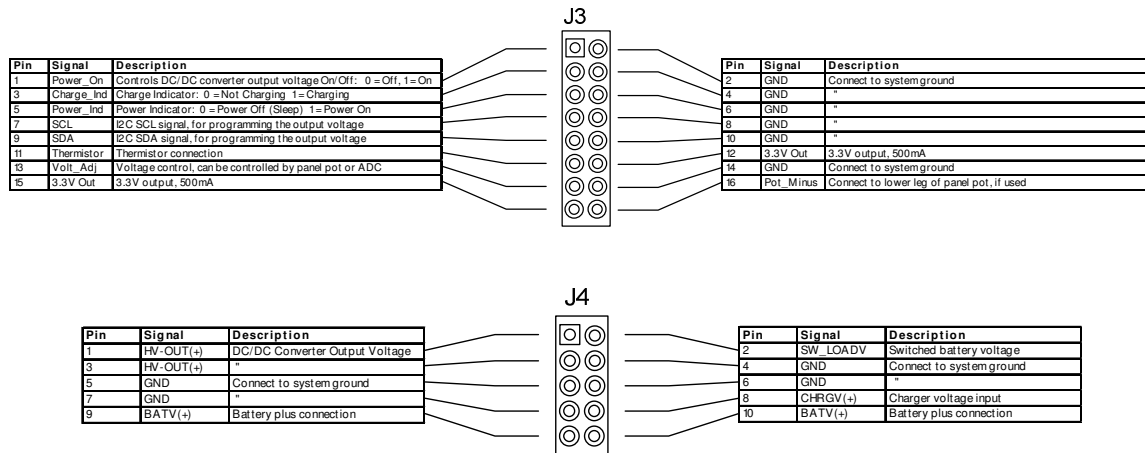 J3
Pin Signal Description
1 Power_On Controls DC/DC converter output voltage On/Off: 0 = Off, 1= On
3 Charge_Ind Charge Indicator: 0 = Not Charging 1= Charging
5 Power_Ind Power Indicator: 0 = Power Off (Sleep) 1= Power On
7 SCL I2C SCL signal, for programming the output voltage
9 SDA I2C SDA signal, for programming the output voltage
11 Thermistor Thermistor connection
13 Volt_Adj Voltage control, can be controlled by panel pot or ADC
15 3.3V Out 3.3V output, 500mA
Pin Signal Description
2 GND Connect to system ground
4 GND "
6 GND "
8 GND "
10 GND "
12 3.3V Out 3.3V output, 500mA
14 GND Connect to system ground
16 Pot_Minus Connect to lower leg of panel pot, if used
J4
Pin Signal Description
1 HV-OUT(+) DC/DC Converter Output Voltage
3 HV-OUT(+) "
5 GND Connect to system ground
7 GND "
9 BATV(+) Battery plus connection
Pin Signal Description
2 SW_LOADV Switched battery voltage
4 GND Connect to system ground
6 GND "
8 CHRGV(+) Charger voltage input
10 BATV(+) Battery plus connection